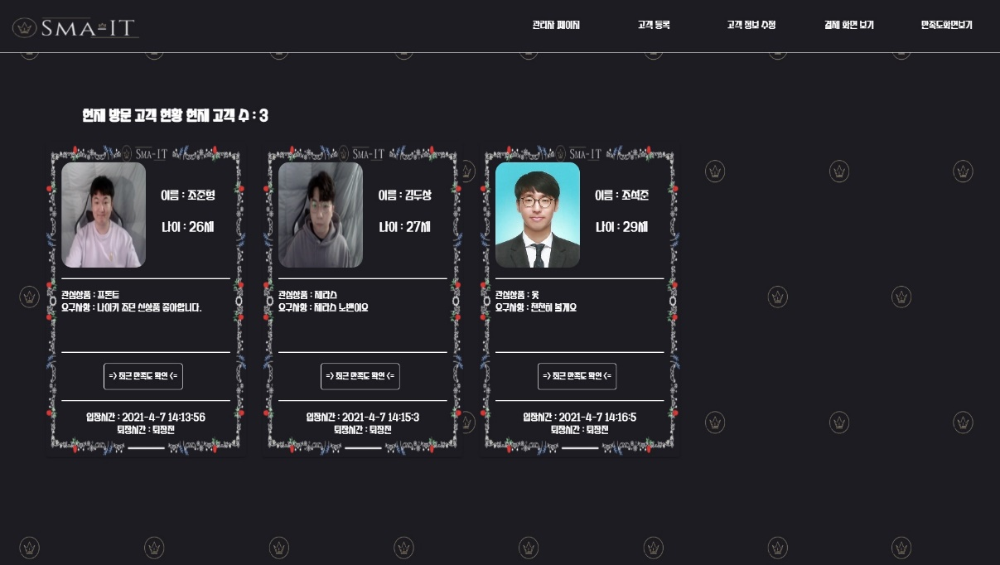 SMA-IT
관리자 페이지
고객 등록
고객 정보 수정
결제 화면 보기
만족도화면보기
현재 방문 고객 현황 현재 고객 수 : 3
SMA-IT
이름 : 조준형
나이 : 26세
관심상품 : 프론트
요구사항 : 나이키 조던 신상품 좋아합니다.
=> 최근 만족도 확인 <=
입장시간 : 2021-4-7 14:13:56
퇴장시간 : 퇴장전
SMA-IT
이름 : 김두상
나이 : 27세
관심상품 : 제라스
요구사항 : 제라스 노밴이요
=> 최근 만족도 확인 <=
입장시간 : 2021-4-7 14:15:3
퇴장시간 : 퇴장전
SMA-IT
이름 : 조석준
나이 : 29세
관심상품 : 옷
요구사항 : 천천히 볼게요
=> 최근 만족도 확인 <=
입장시간 : 2021-4-7 14:16:5
퇴장시간 : 퇴장전